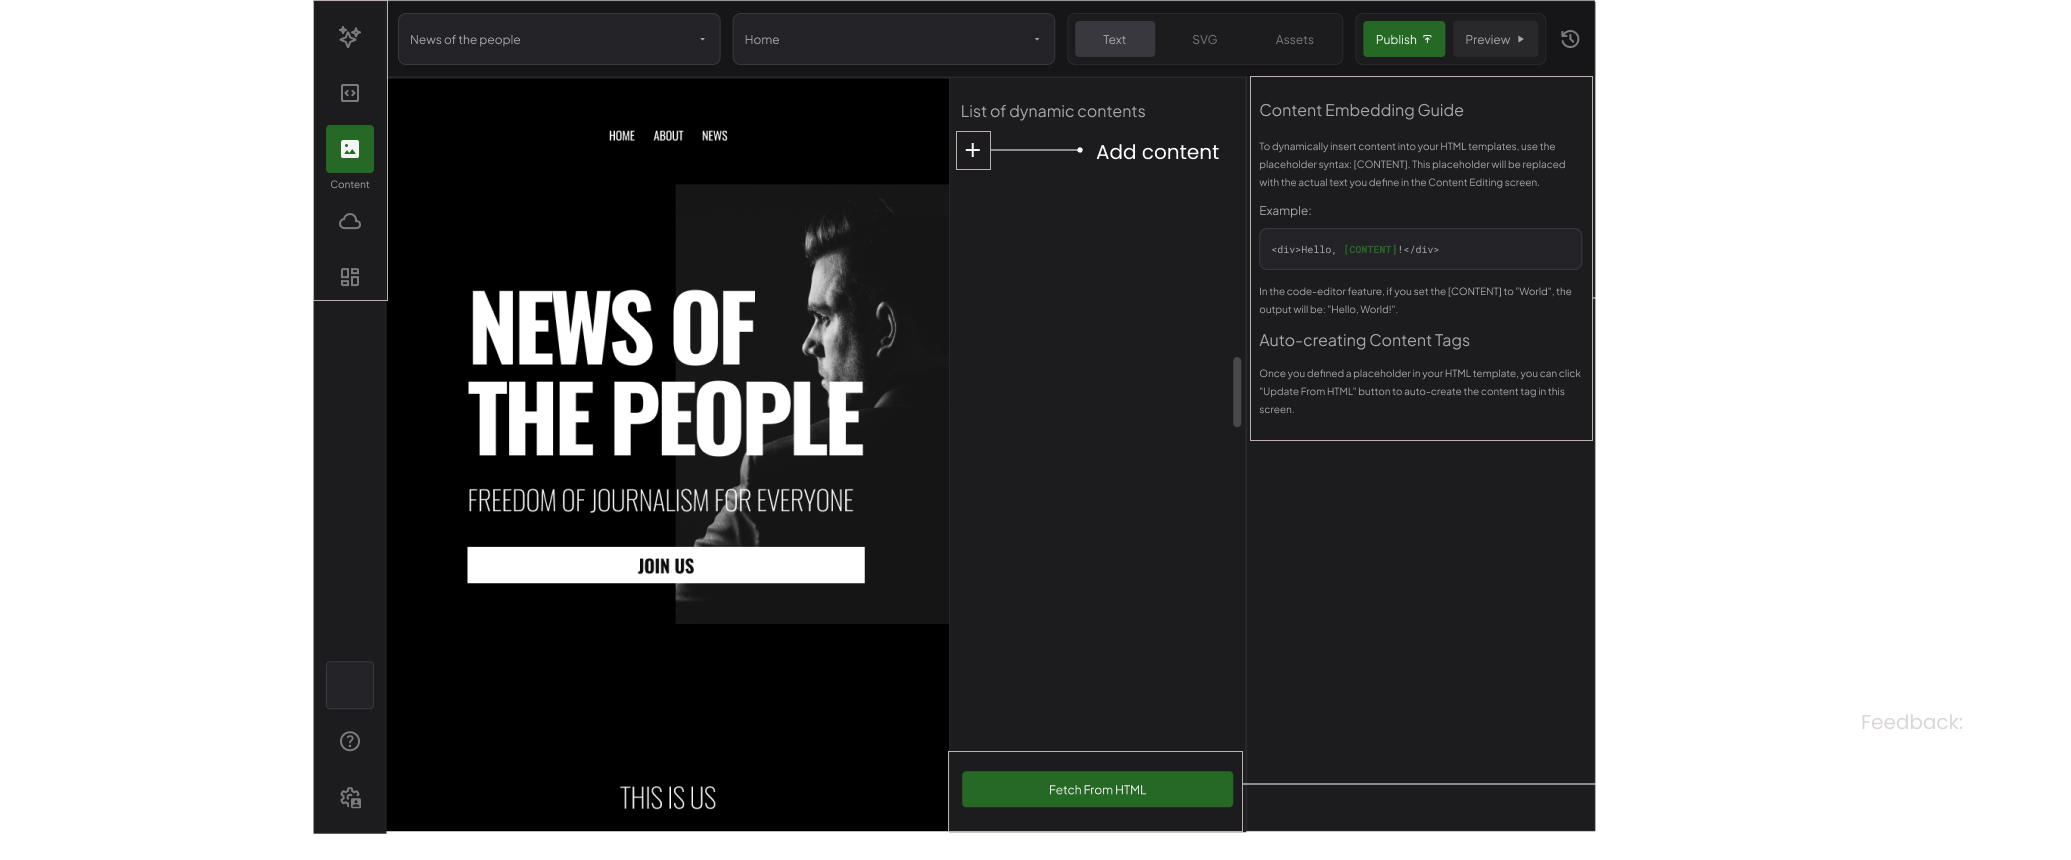 News of the people
Home
Text
SVG
Assets
Publish
Preview
Content
HOME ABOUT NEWS
NEWS OF
THE PEOPLE
FREEDOM OF JOURNALISM FOR EVERYONE
JOIN US
THIS IS US
List of dynamic contents
+
Add content
Fetch From HTML
Content Embedding Guide
To dynamically insert content into your HTML templates, use the
placeholder syntax: [CONTENT]. This placeholder will be replaced
with the actual text you define in the Content Editing screen.
Example:
<div>Hello, [CONTENT]!</div>
In the code-editor feature, if you set the [CONTENT] to "World", the
output will be: "Hello, World!".
Auto-creating Content Tags
Once you defined a placeholder in your HTML template, you can click
"Update From HTML" button to auto-create the content tag in this
screen.
Feedback: